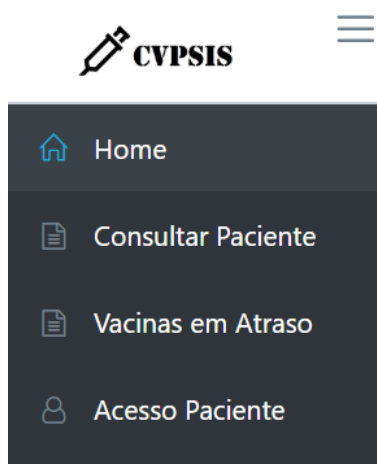 CVPSIS
Home
Consultar Paciente
Vacinas em Atraso
Acesso Paciente